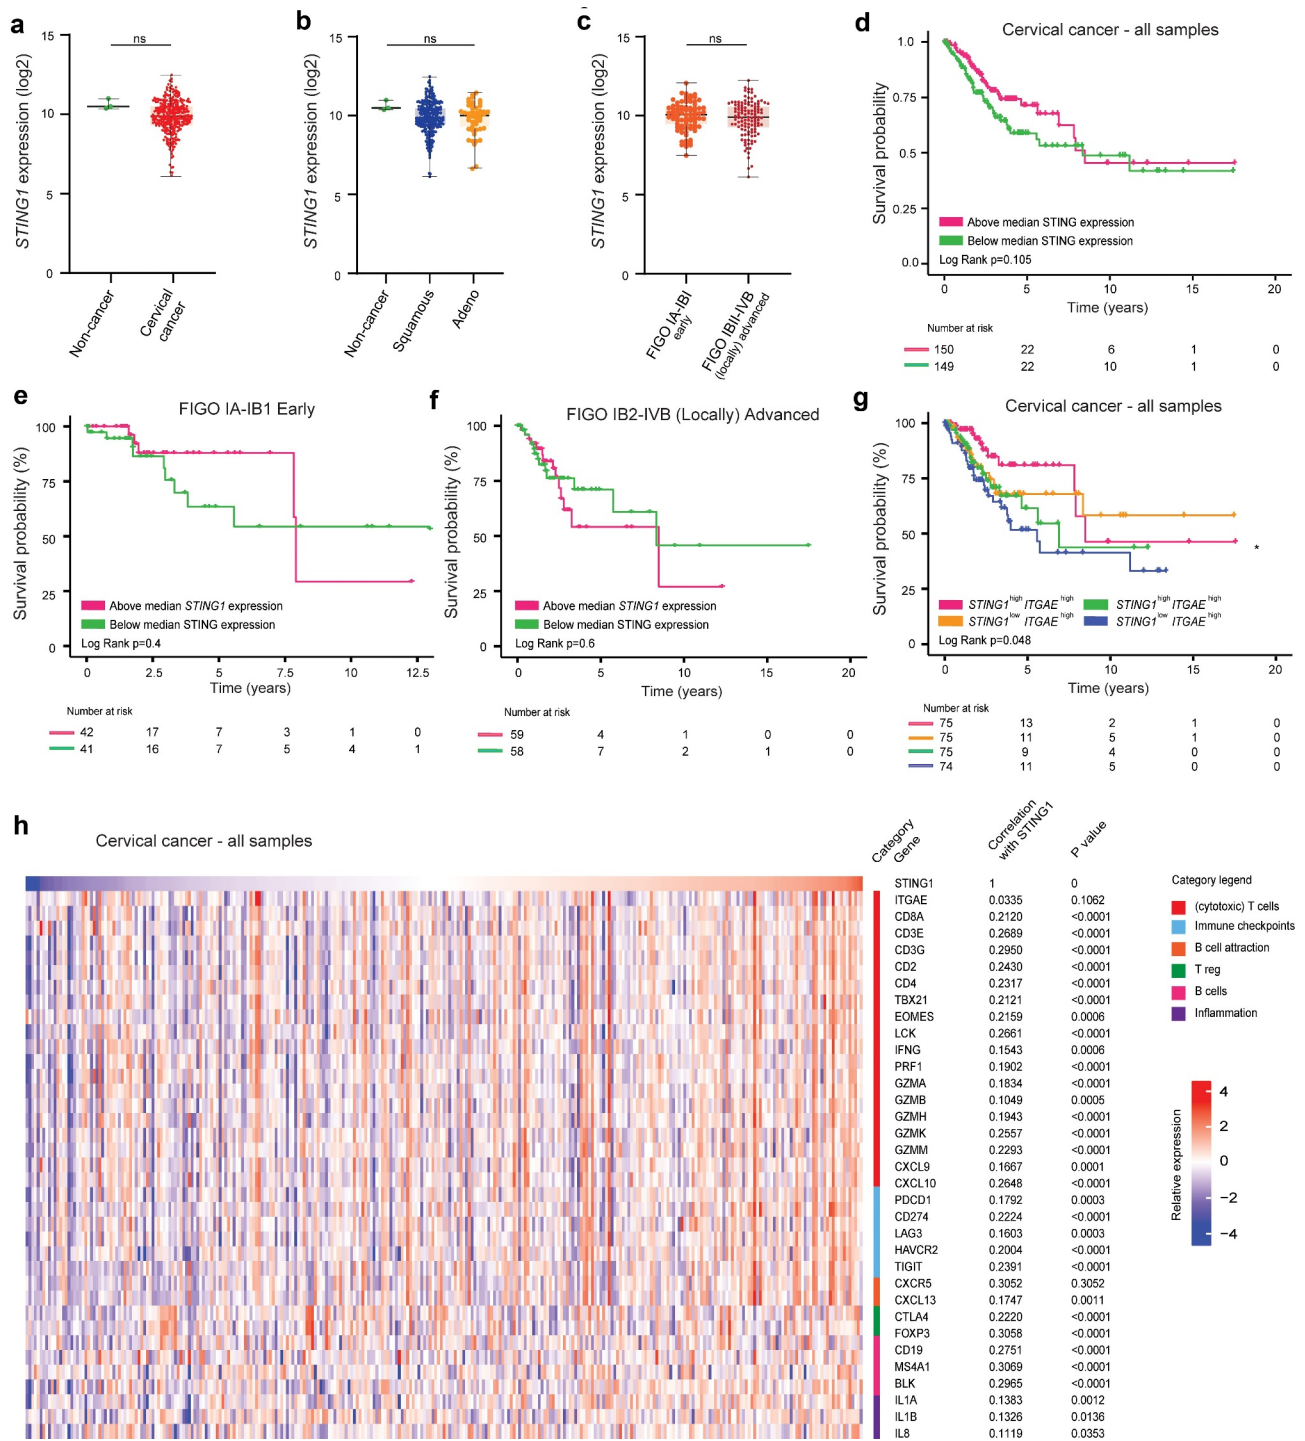 a
STING1 expression (log2)
15
10
5
0
ns
Non-cancer
Cervical
cancer
b
STING1 expression (log2)
15
10
5
0
ns
Non-cancer
Squamous
Adeno
c
STING1 expression (log2)
15
10
5
0
ns
FIGO IA-IBI
early
FIGO IBII-IVB
(locally) advanced
d
Cervical cancer - all samples
Survival probability
1.0
0.75
0.5
0.25
0.0
Above median STING expression
Below median STING expression
Log Rank p=0.105
0 5 10 15 20
Time (years)
Number at risk
150 22 6 1 0
149 22 10 1 0
e
FIGO IA-IB1 Early
Survival probability (%)
100
75
50
25
0
Above median STING1 expression
Below median STING expression
Log Rank p=0.4
0 2.5 5 7.5 10 12.5
Time (years)
Number at risk
42 17 7 3 1 0
41 16 7 5 4 1
f
FIGO IB2-IVB (Locally) Advanced
Survival probability (%)
100
75
50
25
0
Above median STING1 expression
Below median STING expression
Log Rank p=0.6
0 5 10 15 20
Time (years)
Number at risk
59 4 1 0 0
58 7 2 1 0
g
Cervical cancer - all samples
Survival probability (%)
100
75
50
25
0
*
STING1high ITGAE high STING1high ITGAE high
STING1low ITGAE high STING1low ITGAE high
Log Rank p=0.048
0 5 10 15 20
Time (years)
Number at risk
75 13 2 1 0
75 11 5 1 0
75 9 4 0 0
74 11 5 0 0
h
Cervical cancer - all samples
Category
Gene
Correlation
with STING1
P value
STING1 1 0
ITGAE 0.0335 0.1062
CD8A 0.2120 <0.0001
CD3E 0.2689 <0.0001
CD3G 0.2950 <0.0001
CD2 0.2430 <0.0001
CD4 0.2317 <0.0001
TBX21 0.2121 <0.0001
EOMES 0.2159 0.0006
LCK 0.2661 <0.0001
IFNG 0.1543 0.0006
PRF1 0.1902 <0.0001
GZMA 0.1834 <0.0001
GZMB 0.1049 0.0005
GZMH 0.1943 <0.0001
GZMK 0.2557 <0.0001
GZMM 0.2293 <0.0001
CXCL9 0.1667 0.0001
CXCL10 0.2648 <0.0001
PDCD1 0.1792 0.0003
CD274 0.2224 <0.0001
LAG3 0.1603 0.0003
HAVCR2 0.2004 <0.0001
TIGIT 0.2391 <0.0001
CXCR5 0.3052 0.3052
CXCL13 0.1747 0.0011
CTLA4 0.2220 <0.0001
FOXP3 0.3058 <0.0001
CD19 0.2751 <0.0001
MS4A1 0.3069 <0.0001
BLK 0.2965 <0.0001
IL1A 0.1383 0.0012
IL1B 0.1326 0.0136
IL8 0.1119 0.0353
Category legend
(cytotoxic) T cells
Immune checkpoints
B cell attraction
T reg
B cells
Inflammation
Relative expression
4
2
0
−2
−4